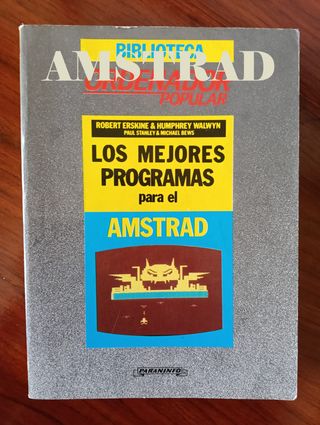 BIBLIOTECA
AMSTRAD
ORDENADOR
POPULAR
ROBERT ERSKINE & HUMPHREY WALWYN
PAUL STANLEY & MICHAEL BEWS
LOS MEJORES
PROGRAMAS
para el
AMSTRAD
PARANINFO